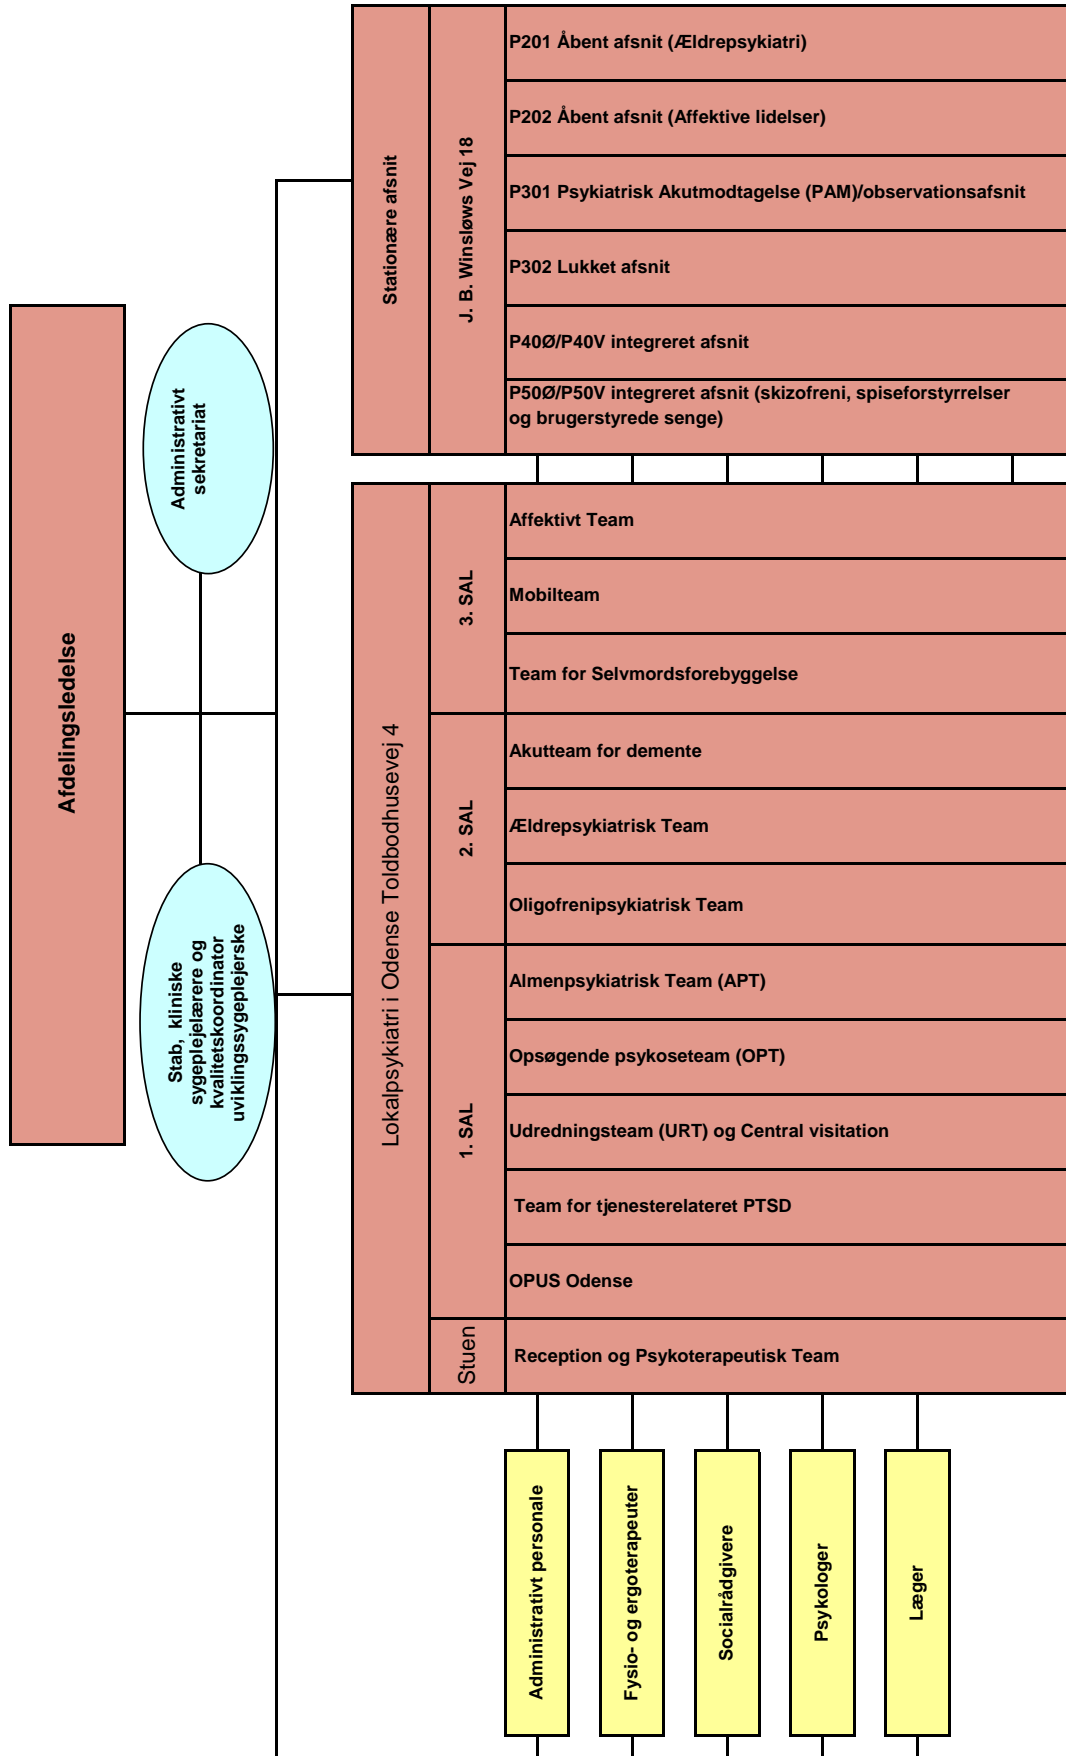 Afdelingsledelse
Administrativt
sekretariat
Stab, kliniske
sygeplejelærere og
kvalitetskoordinator
uviklingssygeplejerske
Stationære afsnit
J. B. Winsløws Vej 18
P201 Åbent afsnit (Ældrepsykiatri)
P202 Åbent afsnit (Affektive lidelser)
P301 Psykiatrisk Akutmodtagelse (PAM)/observationsafsnit
P302 Lukket afsnit
P40Ø/P40V integreret afsnit
P50Ø/P50V integreret afsnit (skizofreni, spiseforstyrrelser
og brugerstyrede senge)
Lokalpsykiatri i Odense Toldbodhusevej 4
3. SAL
Affektivt Team
Mobilteam
Team for Selvmordsforebyggelse
2. SAL
Akutteam for demente
Ældrepsykiatrisk Team
Oligofrenipsykiatrisk Team
1. SAL
Almenpsykiatrisk Team (APT)
Opsøgende psykoseteam (OPT)
Udredningsteam (URT) og Central visitation
Team for tjenesterelateret PTSD
OPUS Odense
Stuen
Reception og Psykoterapeutisk Team
Administrativt personale
Fysio- og ergoterapeuter
Socialrådgivere
Psykologer
Læger